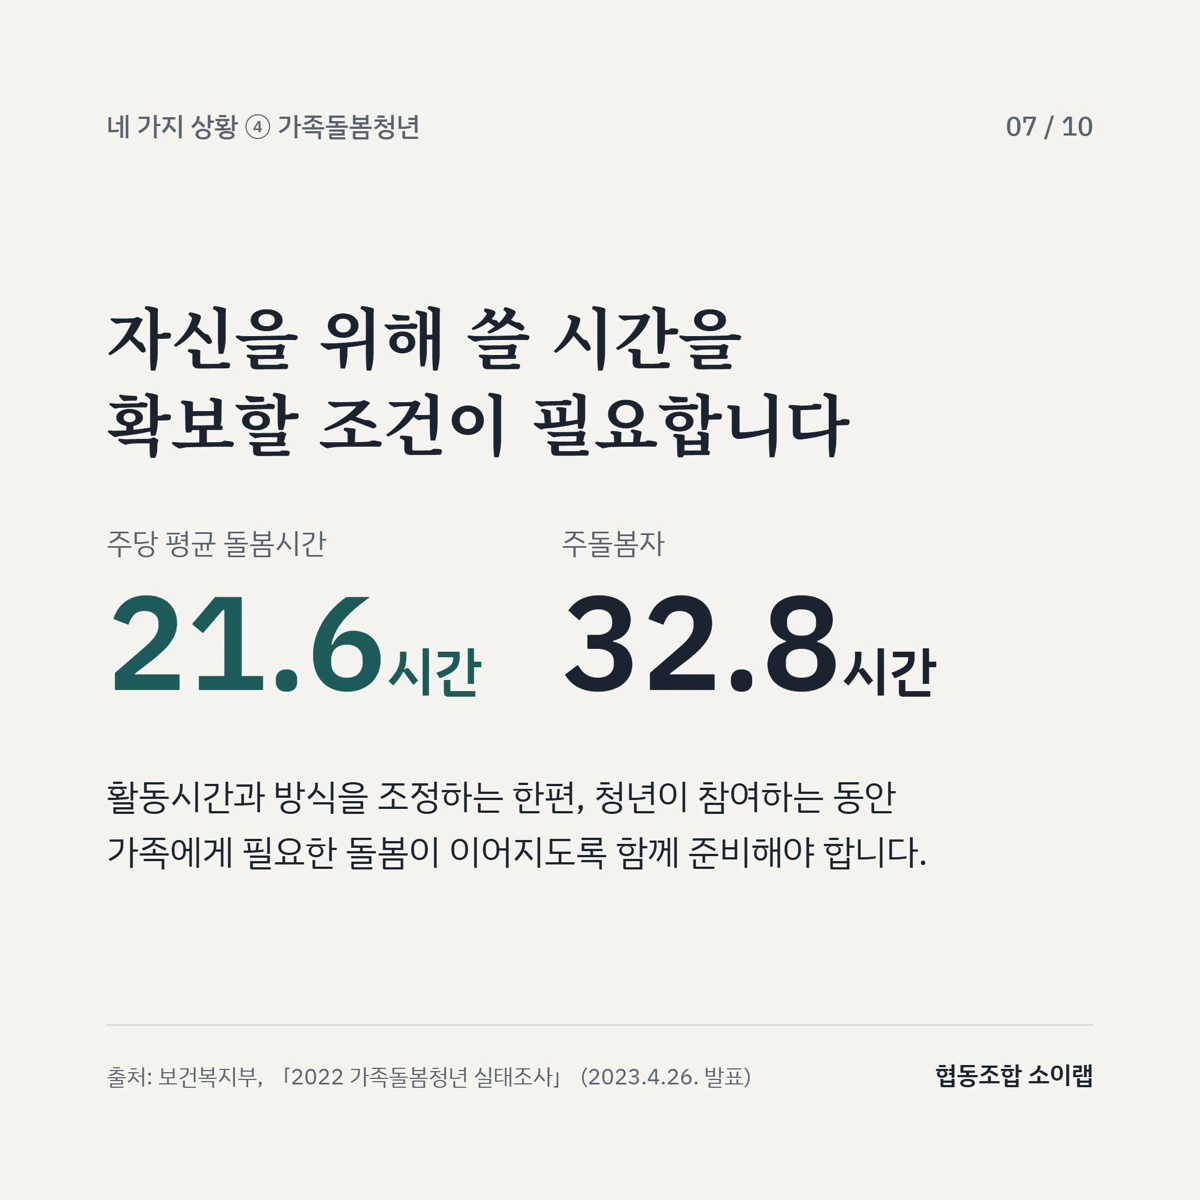 네 가지 상황 ④ 가족돌봄청년
07 / 10
자신을 위해 쓸 시간을
확보할 조건이 필요합니다
주당 평균 돌봄시간
주돌봄자
21.6시간
32.8시간
활동시간과 방식을 조정하는 한편, 청년이 참여하는 동안
가족에게 필요한 돌봄이 이어지도록 함께 준비해야 합니다.
출처: 보건복지부, 「2022 가족돌봄청년 실태조사」 (2023.4.26. 발표)
협동조합 소이랩